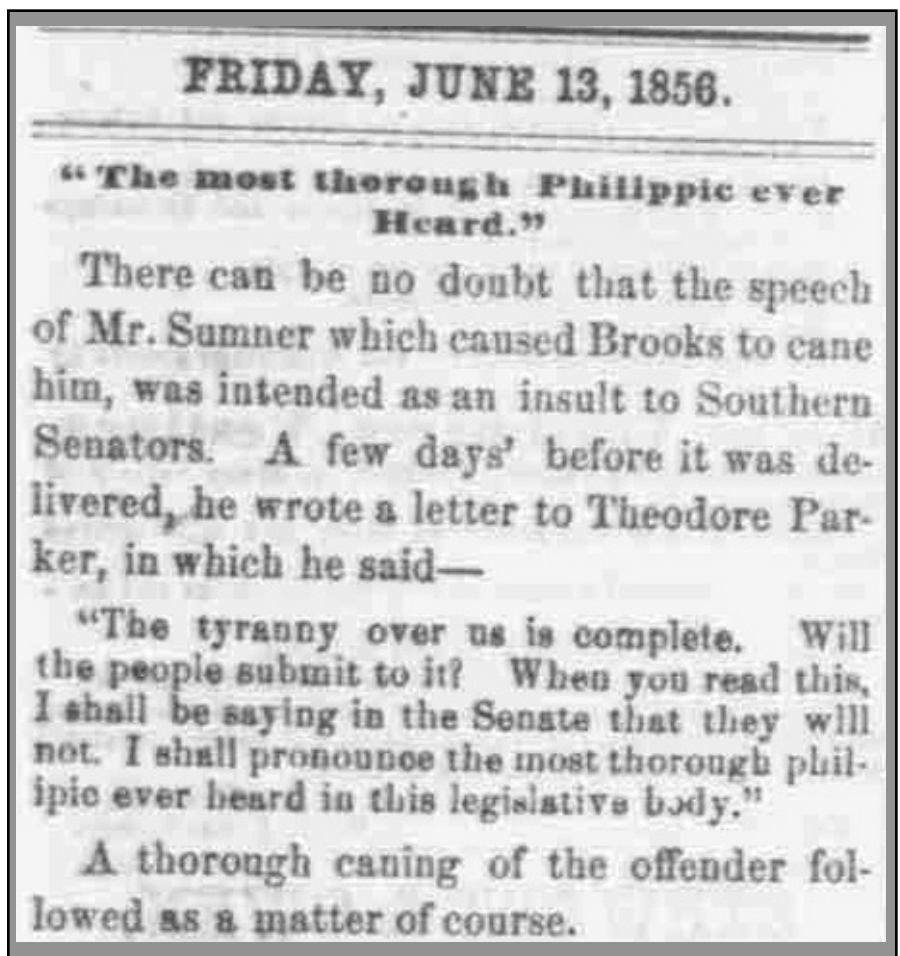 FRIDAY, JUNE 13, 1856.
“The most thorough Philippic ever
Heard.”
There can be no doubt that the speech
of Mr. Sumner which caused Brooks to cane
him, was intended as an insult to Southern
Senators. A few days’ before it was de-
livered, he wrote a letter to Theodore Par-
ker, in which he said—
“The tyranny over us is complete. Will
the people submit to it? When you read this,
I shall be saying in the Senate that they will
not. I shall pronounce the most thorough phil-
ipic ever heard in this legislative body.”
A thorough caning of the offender fol-
lowed as a matter of course.